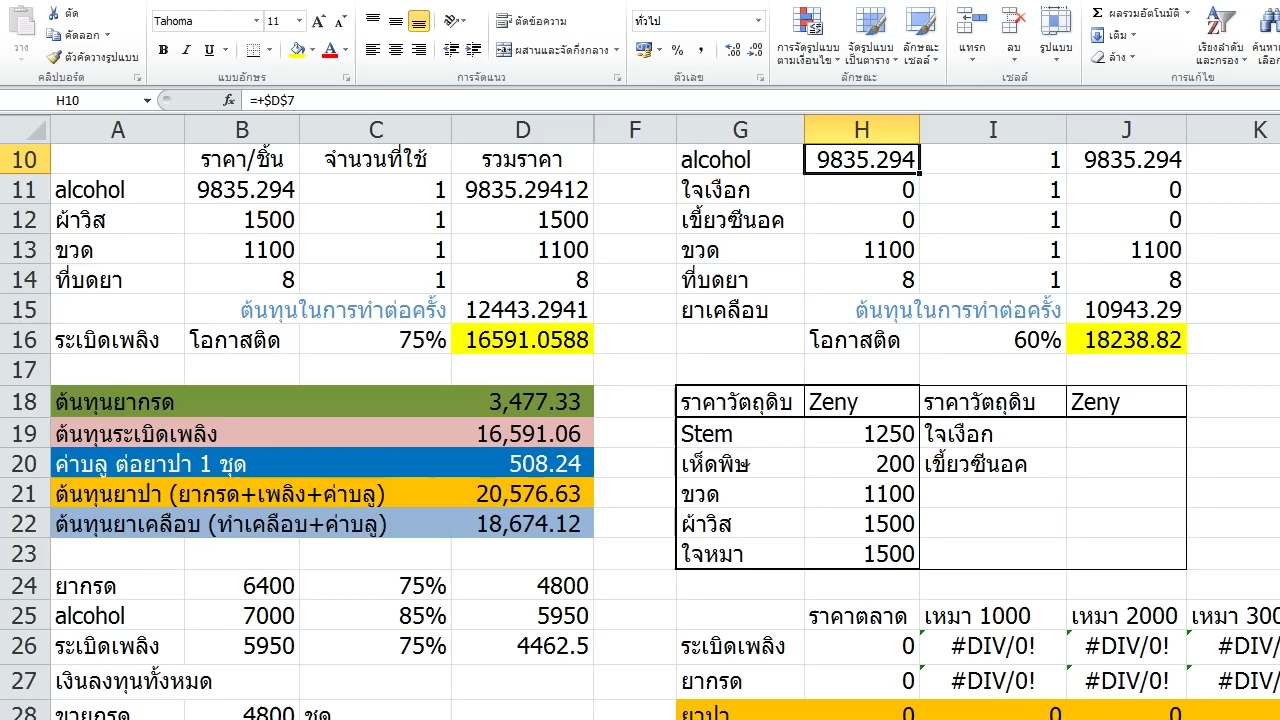 วาง
ตัด
คัดลอก
ตัวคัดวางรูปแบบ
คลิปบอร์ด
Tahoma 11
B I U
แบบอักษร
ตัดข้อความ
ผสานและจัดกึ่งกลาง
การจัดแนว
ทั่วไป
ตัวเลข
การจัดรูปแบบ ตามเงื่อนไข
จัดรูปแบบ เป็นตาราง
ลักษณะ เซลล์
ลักษณะ
แทรก ลบ รูปแบบ
เซลล์
Σ ผลรวมอัตโนมัติ
เติม
ล้าง
เรียงลำดับ และกรอง
การแก้ไข
H10 fx =+$D$7
A B C D F G H I J K
10 ราคา/ชิ้น จำนวนที่ใช้ รวมราคา alcohol 9835.294 1 9835.294
11 alcohol 9835.294 1 9835.29412 ใจเงือก 0 1 0
12 ผ้าวิส 1500 1 1500 เขี้ยวซีนอค 0 1 0
13 ขวด 1100 1 1100 ขวด 1100 1 1100
14 ที่บดยา 8 1 8 ที่บดยา 8 1 8
15 ต้นทุนในการทำต่อครั้ง 12443.2941 ยาเคลือบ ต้นทุนในการทำต่อครั้ง 10943.29
16 ระเบิดเพลิง โอกาสติด 75% 16591.0588 โอกาสติด 60% 18238.82
17
18 ต้นทุนยากรด 3,477.33 ราคาวัตถุดิบ Zeny ราคาวัตถุดิบ Zeny
19 ต้นทุนระเบิดเพลิง 16,591.06 Stem 1250 ใจเงือก
20 ค่าบลู ต่อยาปา 1 ชุด 508.24 เห็ดพิษ 200 เขี้ยวซีนอค
21 ต้นทุนยาปา (ยากรด+เพลิง+ค่าบลู) 20,576.63 ขวด 1100
22 ต้นทุนยาเคลือบ (ทำเคลือบ+ค่าบลู) 18,674.12 ผ้าวิส 1500
23 ใจหมา 1500
24 ยากรด 6400 75% 4800
25 alcohol 7000 85% 5950 ราคาตลาด เหมา 1000 เหมา 2000 เหมา 300
26 ระเบิดเพลิง 5950 75% 4462.5 ระเบิดเพลิง 0 #DIV/0! #DIV/0! #DIV/0!
27 เงินลงทุนทั้งหมด ยากรด 0 #DIV/0! #DIV/0! #DIV/0!
28 ขายกรด 4800 ชุด ยาปา 0 0 0 0